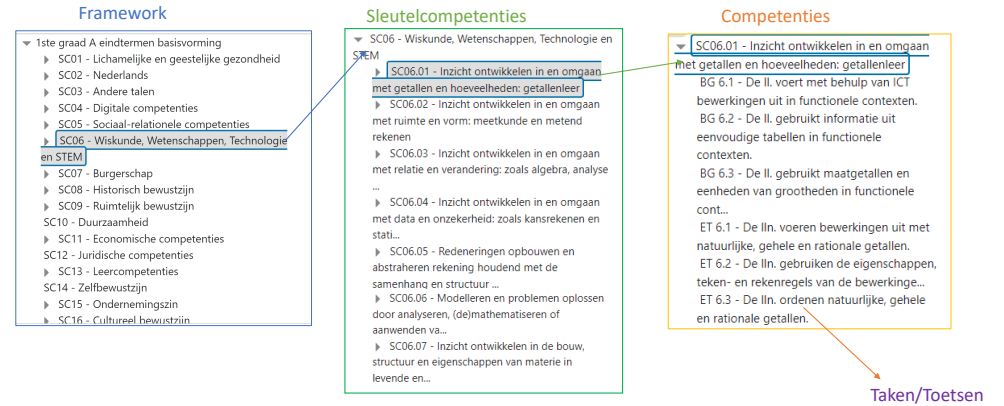 Framework
1ste graad A eindtermen basisvorming
SC01 - Lichamelijke en geestelijke gezondheid
SC02 - Nederlands
SC03 - Andere talen
SC04 - Digitale competenties
SC05 - Sociaal-relationele competenties
SC06 - Wiskunde, Wetenschappen, Technologie
en STEM
SC07 - Burgerschap
SC08 - Historisch bewustzijn
SC09 - Ruimtelijk bewustzijn
SC10 - Duurzaamheid
SC11 - Economische competenties
SC12 - Juridische competenties
SC13 - Leercompetenties
SC14 - Zelfbewustzijn
SC15 - Ondernemingszin
SC16 - Cultureel bewustzijn
Sleutelcompetenties
SC06 - Wiskunde, Wetenschappen, Technologie en
STEM
SC06.01 - Inzicht ontwikkelen in en omgaan
met getallen en hoeveelheden: getallenleer
SC06.02 - Inzicht ontwikkelen in en omgaan
met ruimte en vorm: meetkunde en metend
rekenen
SC06.03 - Inzicht ontwikkelen in en omgaan
met relatie en verandering: zoals algebra, analyse
...
SC06.04 - Inzicht ontwikkelen in en omgaan
met data en onzekerheid: zoals kansrekenen en
stati...
SC06.05 - Redeneringen opbouwen en
abstraheren rekening houdend met de
samenhang en structuur ...
SC06.06 - Modelleren en problemen oplossen
door analyseren, (de)mathematiseren of
aanwenden va...
SC06.07 - Inzicht ontwikkelen in de bouw,
structuur en eigenschappen van materie in
levende en...
Competenties
SC06.01 - Inzicht ontwikkelen in en omgaan
met getallen en hoeveelheden: getallenleer
BG 6.1 - De ll. voert met behulp van ICT
bewerkingen uit in functionele contexten.
BG 6.2 - De ll. gebruikt informatie uit
eenvoudige tabellen in functionele
contexten.
BG 6.3 - De ll. gebruikt maatgetallen en
eenheden van grootheden in functionele
cont...
ET 6.1 - De lln. voeren bewerkingen uit met
natuurlijke, gehele en rationale getallen.
ET 6.2 - De lln. gebruiken de eigenschappen,
teken- en rekenregels van de bewerkinge...
ET 6.3 - De lln. ordenen natuurlijke, gehele
en rationale getallen.
Taken/Toetsen